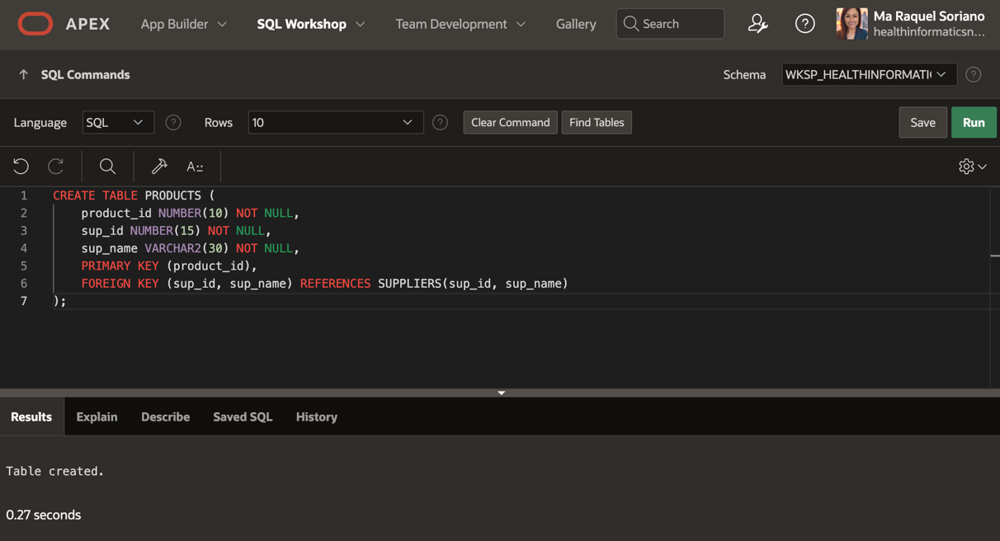 APEX App Builder SQL Workshop Team Development Gallery Search ? Ma Raquel Soriano
healthinformaticsn...
SQL Commands Schema WKSP_HEALTHINFORMATI ?
Language SQL ? Rows 10 ? Clear Command Find Tables Save Run
A::
1 CREATE TABLE PRODUCTS (
2 product_id NUMBER(10) NOT NULL,
3 sup_id NUMBER(15) NOT NULL,
4 sup_name VARCHAR2(30) NOT NULL,
5 PRIMARY KEY (product_id),
6 FOREIGN KEY (sup_id, sup_name) REFERENCES SUPPLIERS(sup_id, sup_name)
7 );
Results Explain Describe Saved SQL History
Table created.
0.27 seconds